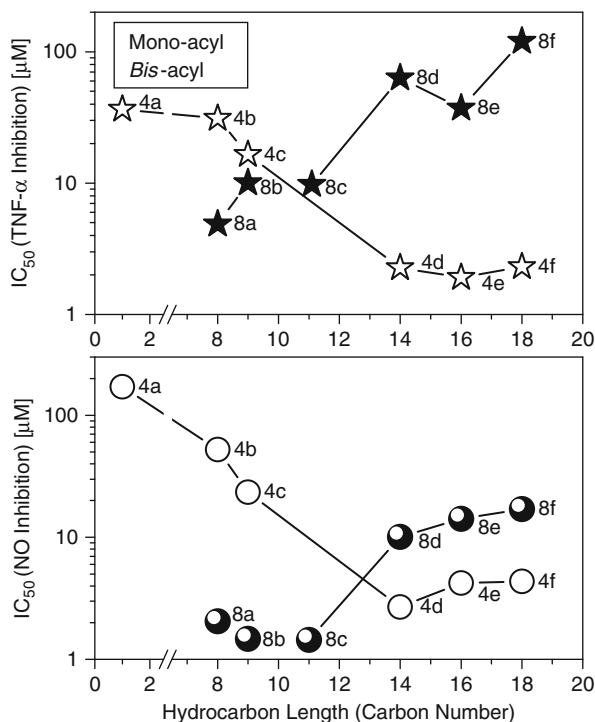 IC50 (TNF-α Inhibition) [μM]
100
10
1
Mono-acyl
Bis-acyl
4a
4b
4c
8a
8b
8c
8d
8e
8f
4d
4e
4f
0 2 8 10 12 14 16 18 20
IC50 (NO Inhibition) [μM]
100
10
1
4a
4b
4c
8a
8b
8c
8d
8e
8f
4d
4e
4f
0 2 8 10 12 14 16 18 20
Hydrocarbon Length (Carbon Number)